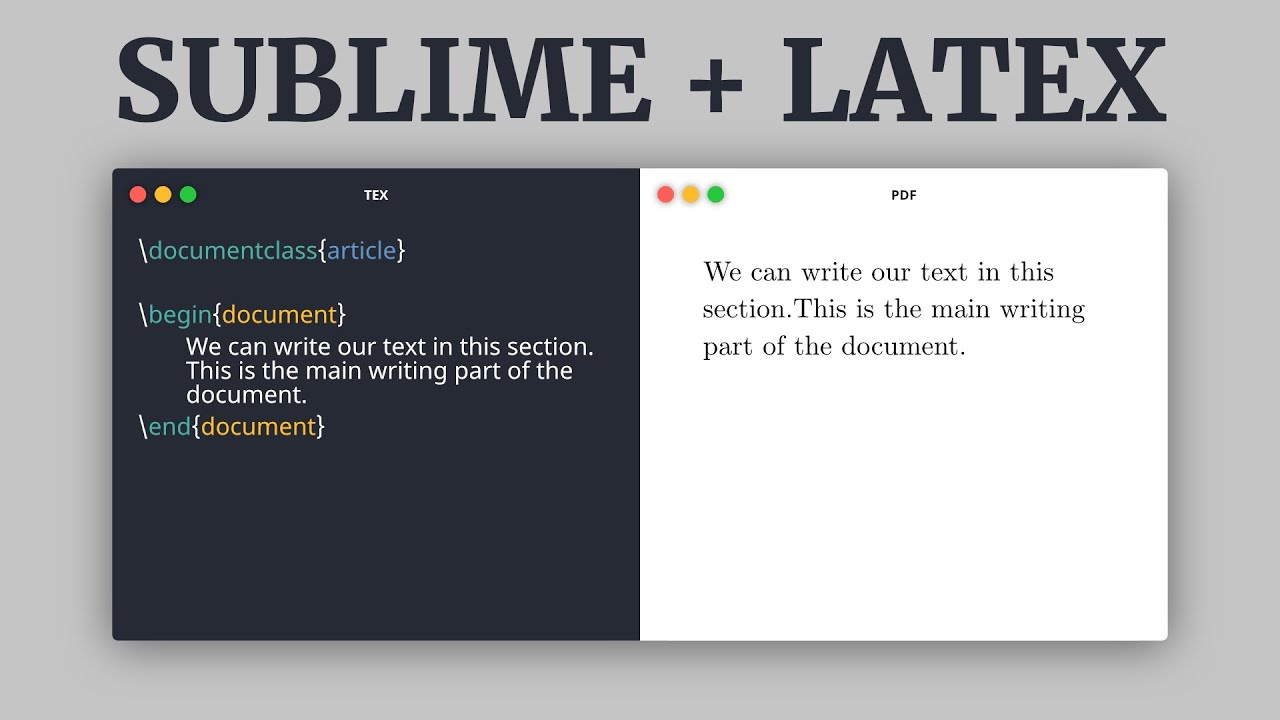 SUBLIME + LATEX
TEX
\documentclass{article}
\begin{document}
We can write our text in this section.
This is the main writing part of the
document.
\end{document}
PDF
We can write our text in this
section.This is the main writing
part of the document.